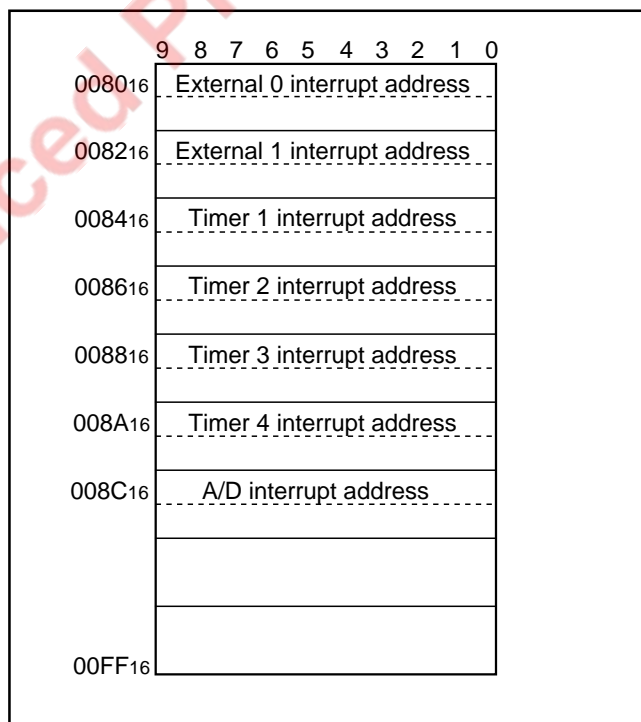 9 8 7 6 5 4 3 2 1 0
0080₁₆ External 0 interrupt address
0082₁₆ External 1 interrupt address
0084₁₆ Timer 1 interrupt address
0086₁₆ Timer 2 interrupt address
0088₁₆ Timer 3 interrupt address
008A₁₆ Timer 4 interrupt address
008C₁₆ A/D interrupt address
00FF₁₆